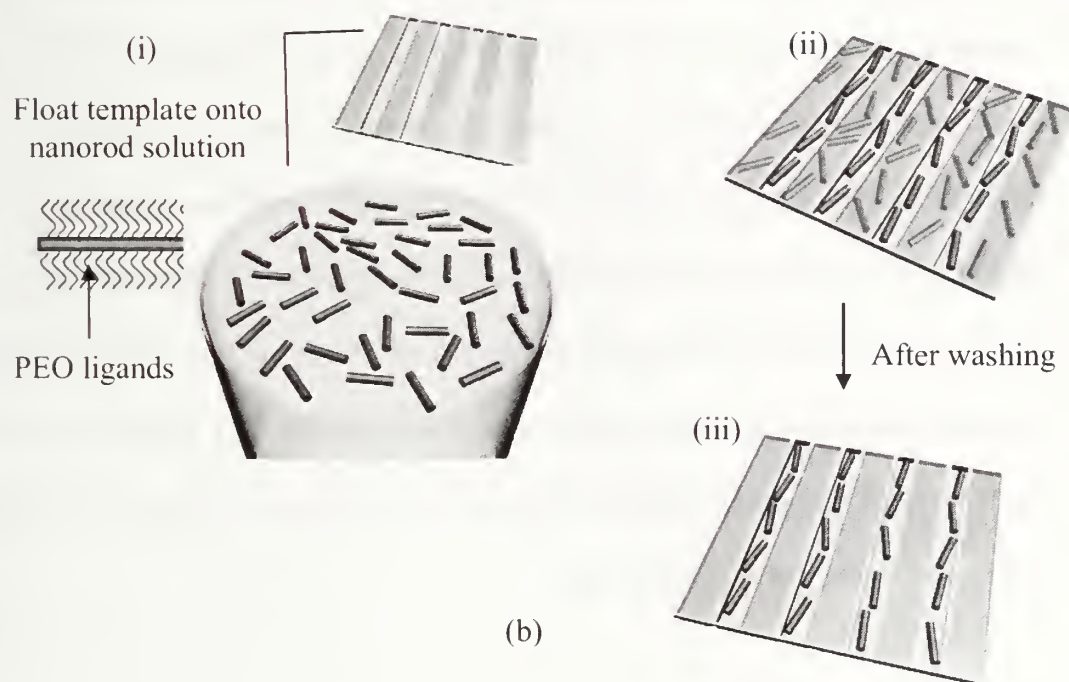 (i)
Float template onto
nanorod solution
PEO ligands
(ii)
After washing
(iii)
(b)